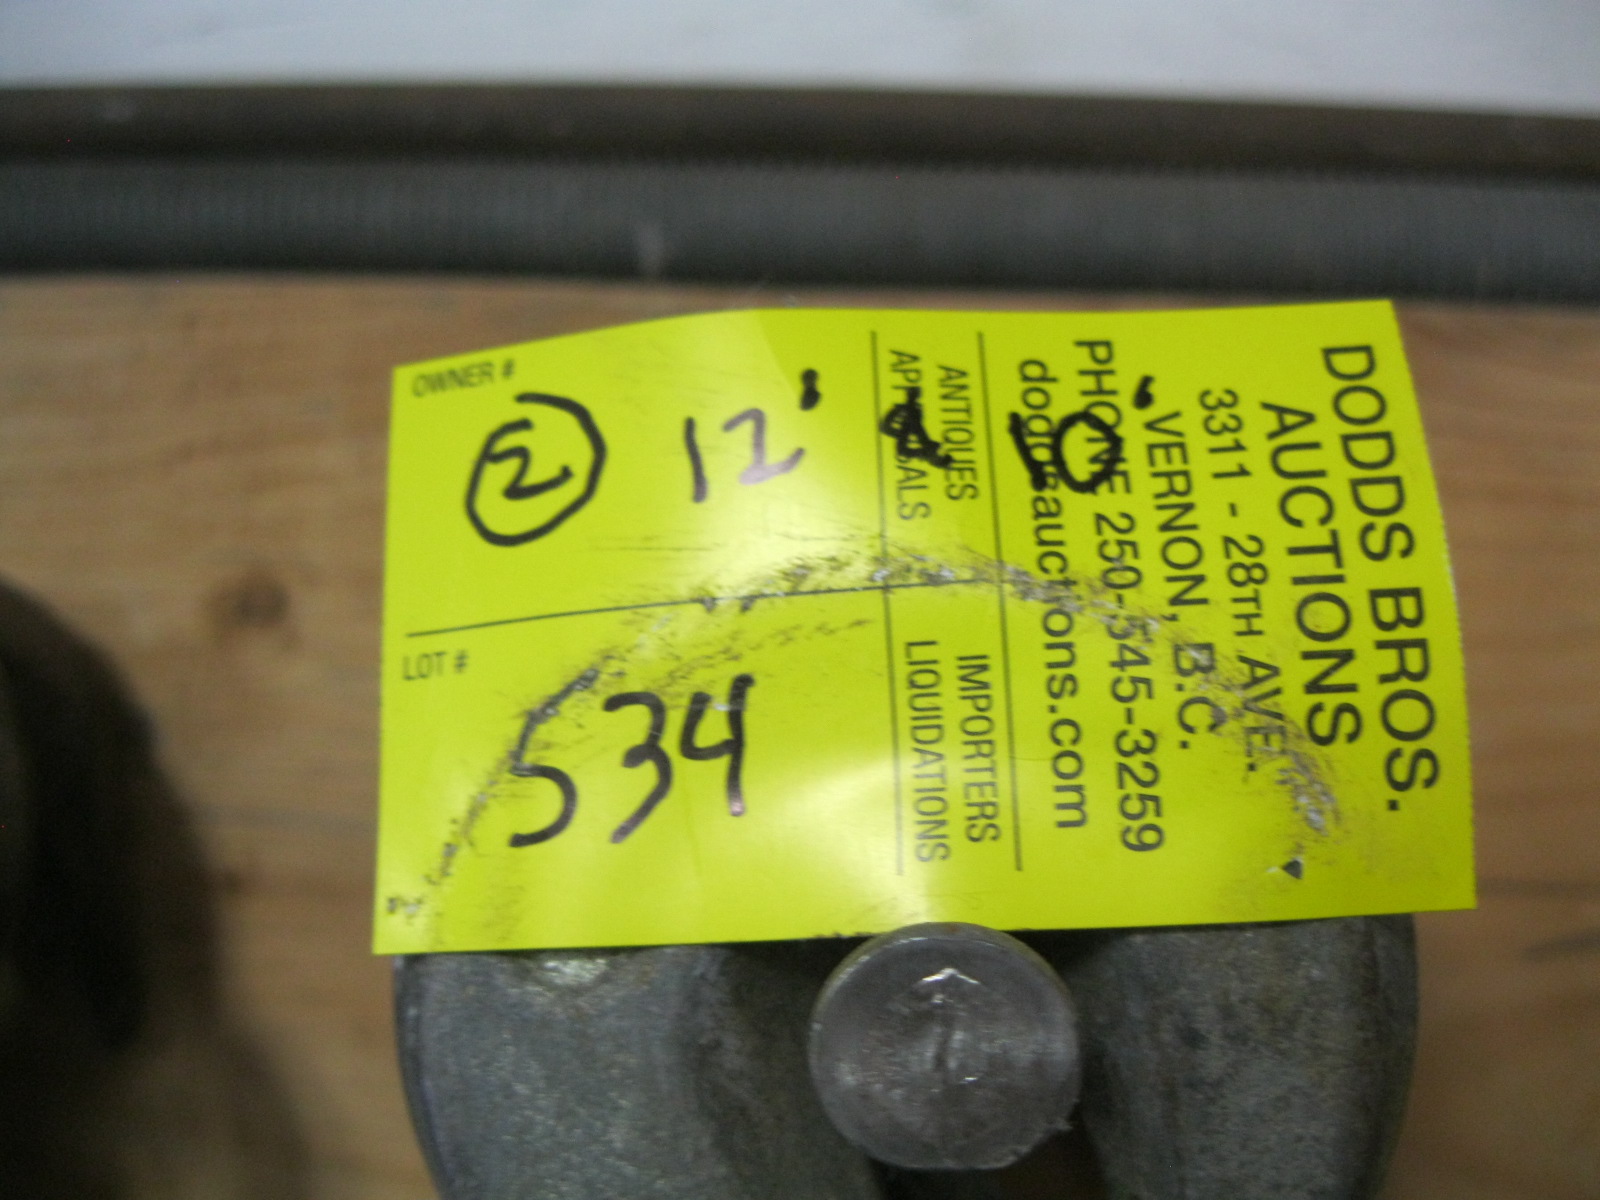 OWNER #
② 12' & 10'
LOT #
534
DODDS BROS.
AUCTIONS
3311 - 28TH AVE.
VERNON, B.C.
PHONE 250-545-3259
doddsauctions.com
ANTIQUES IMPORTERS
APPRAISALS LIQUIDATIONS